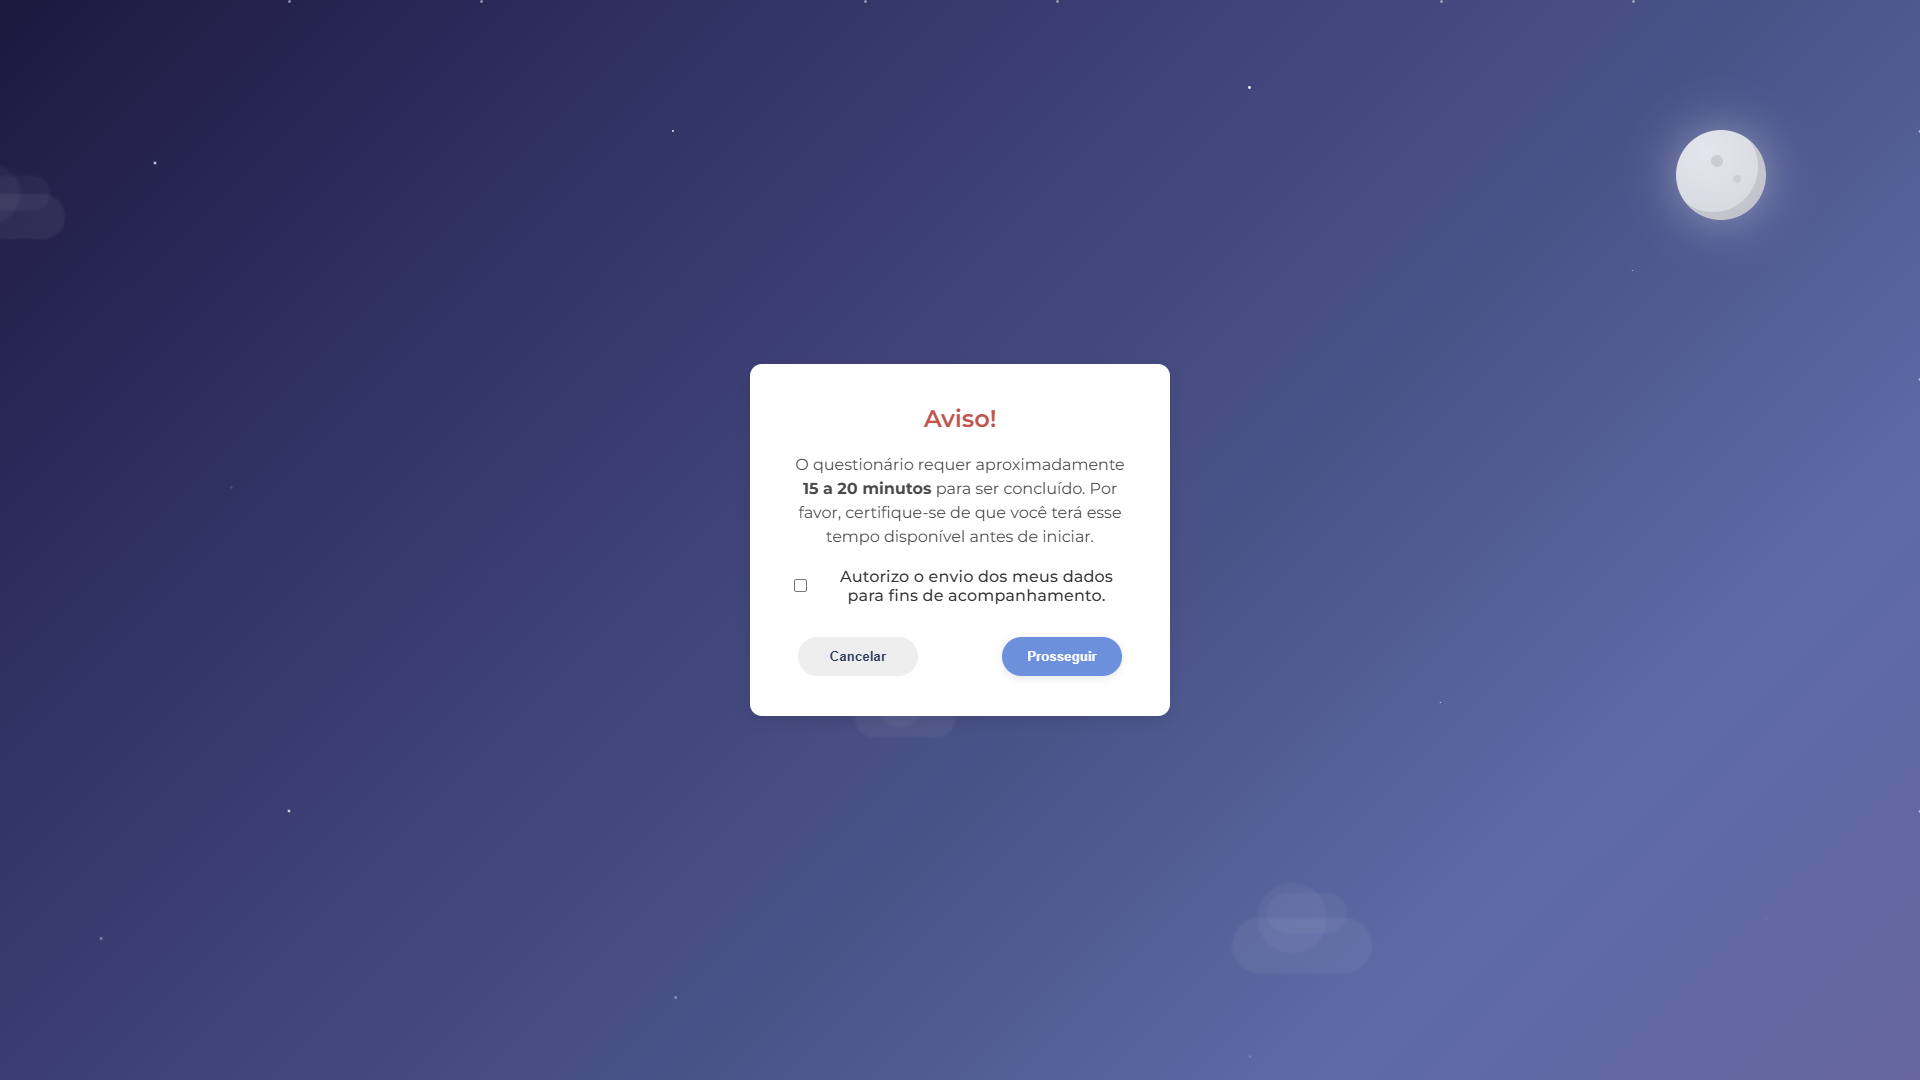 Aviso!
O questionário requer aproximadamente
15 a 20 minutos para ser concluído. Por
favor, certifique-se de que você terá esse
tempo disponível antes de iniciar.
Autorizo o envio dos meus dados
para fins de acompanhamento.
Cancelar
Prosseguir